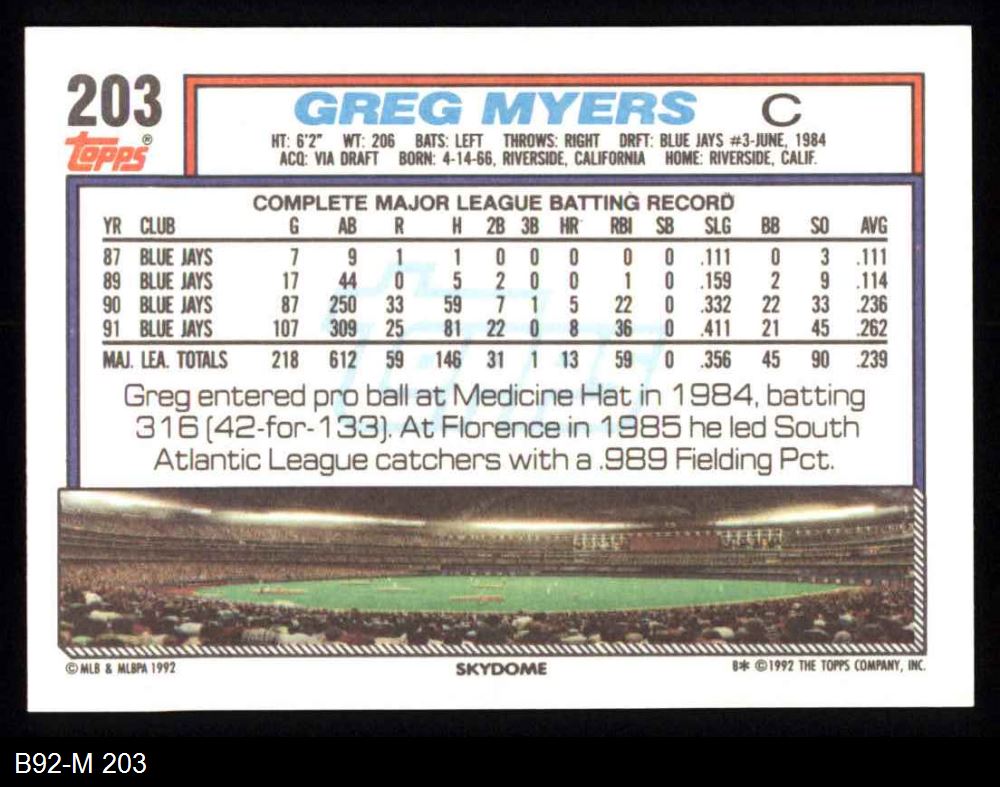 203
GREG MYERS C
Topps®
HT: 6'2" WT: 206 BATS: LEFT THROWS: RIGHT DRFT: BLUE JAYS #3-JUNE, 1984
ACQ: VIA DRAFT BORN: 4-14-66, RIVERSIDE, CALIFORNIA HOME: RIVERSIDE, CALIF.
COMPLETE MAJOR LEAGUE BATTING RECORD
YR CLUB G AB R H 2B 3B HR RBI SB SLG BB SO AVG
87 BLUE JAYS 7 9 1 1 0 0 0 0 0 .111 0 3 .111
89 BLUE JAYS 17 44 0 5 2 0 0 1 0 .159 2 9 .114
90 BLUE JAYS 87 250 33 59 7 1 5 22 0 .332 22 33 .236
91 BLUE JAYS 107 309 25 81 22 0 8 36 0 .411 21 45 .262
MAJ. LEA. TOTALS 218 612 59 146 31 1 13 59 0 .356 45 90 .239
Greg entered pro ball at Medicine Hat in 1984, batting
316 (42-for-133). At Florence in 1985 he led South
Atlantic League catchers with a .989 Fielding Pct.
© MLB & MLBPA 1992 SKYDOME B* © 1992 THE TOPPS COMPANY, INC.
B92-M 203